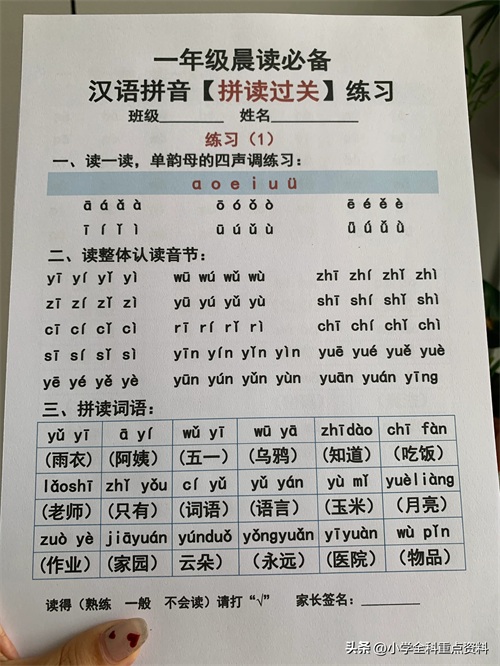 一年级晨读必备
汉语拼音【拼读过关】练习
班级________ 姓名__________
练习（1）
一、读一读，单韵母的四声调练习：
ɑ o e i u ü
ā á ǎ à ō ó ǒ ò ē é ě è
ī í ǐ ì ū ú ǔ ù ǖ ǘ ǚ ǜ
二、读整体认读音节：
yī yí yǐ yì wū wú wǔ wù zhī zhí zhǐ zhì
zī zí zǐ zì yū yú yǔ yù shī shí shǐ shì
cī cí cǐ cì rī rí rǐ rì chī chí chǐ chì
sī sí sǐ sì yīn yín yǐn yìn yuē yué yuě yuè
yē yé yě yè yūn yún yǔn yùn yuān yuán yīng
三、拼读词语：
yǔ yī ā yí wǔ yī wū yā zhīdào chī fàn
（雨衣） （阿姨） （五一） （乌鸦） （知道） （吃饭）
lǎoshī zhǐ yǒu cí yǔ yǔ yán yù mǐ yuèliàng
（老师） （只有） （词语） （语言） （玉米） （月亮）
zuò yè jiāyuán yúnduǒ yǒngyuǎn yīyuàn wù pǐn
（作业） （家园） 云朵） （永远） （医院） （物品）
读得（熟练 一般 不会读）请打“√” 家长签名：________
头条 @小学全科重点资料